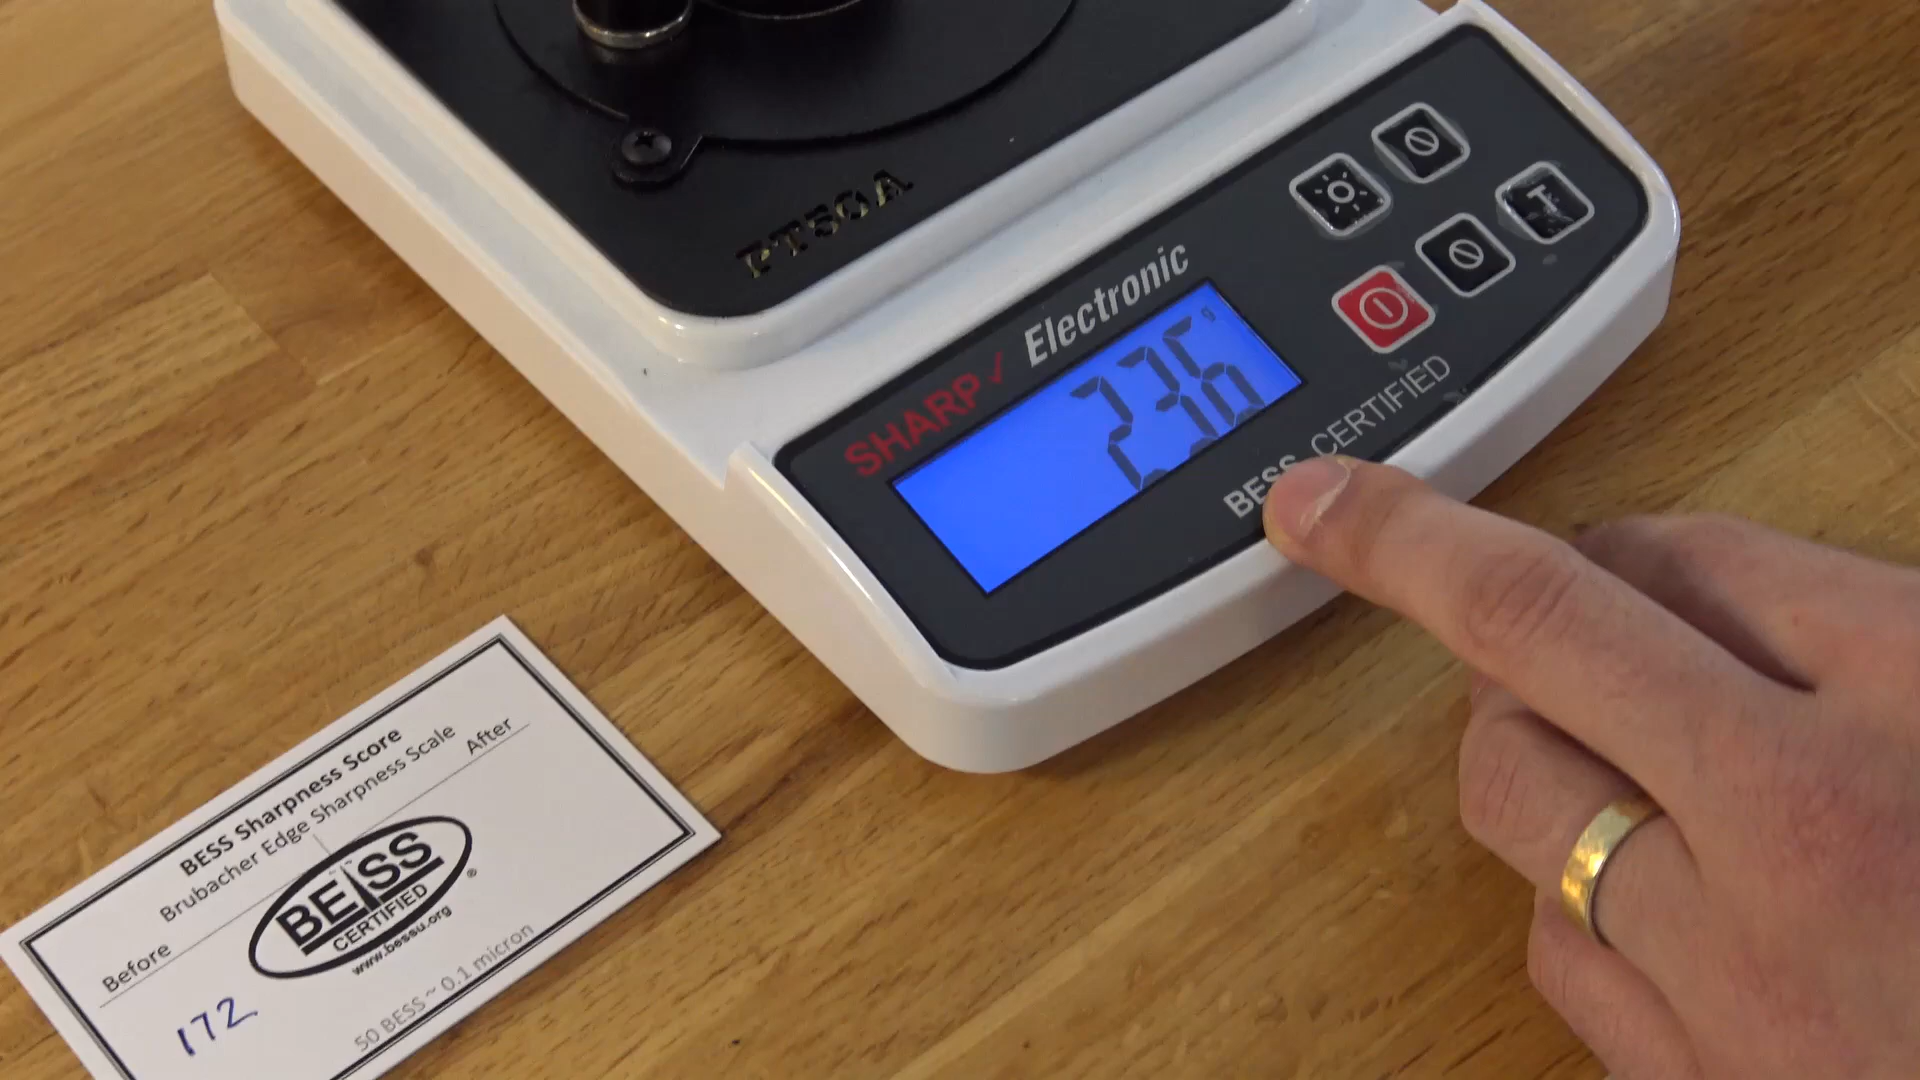 PT50A
SHARP✓ Electronic
236 g
BESS CERTIFIED
BESS Sharpness Score
Brubacher Edge Sharpness Scale
Before
After
BESS
CERTIFIED
®
www.bessu.org
172
50 BESS ~ 0.1 micron